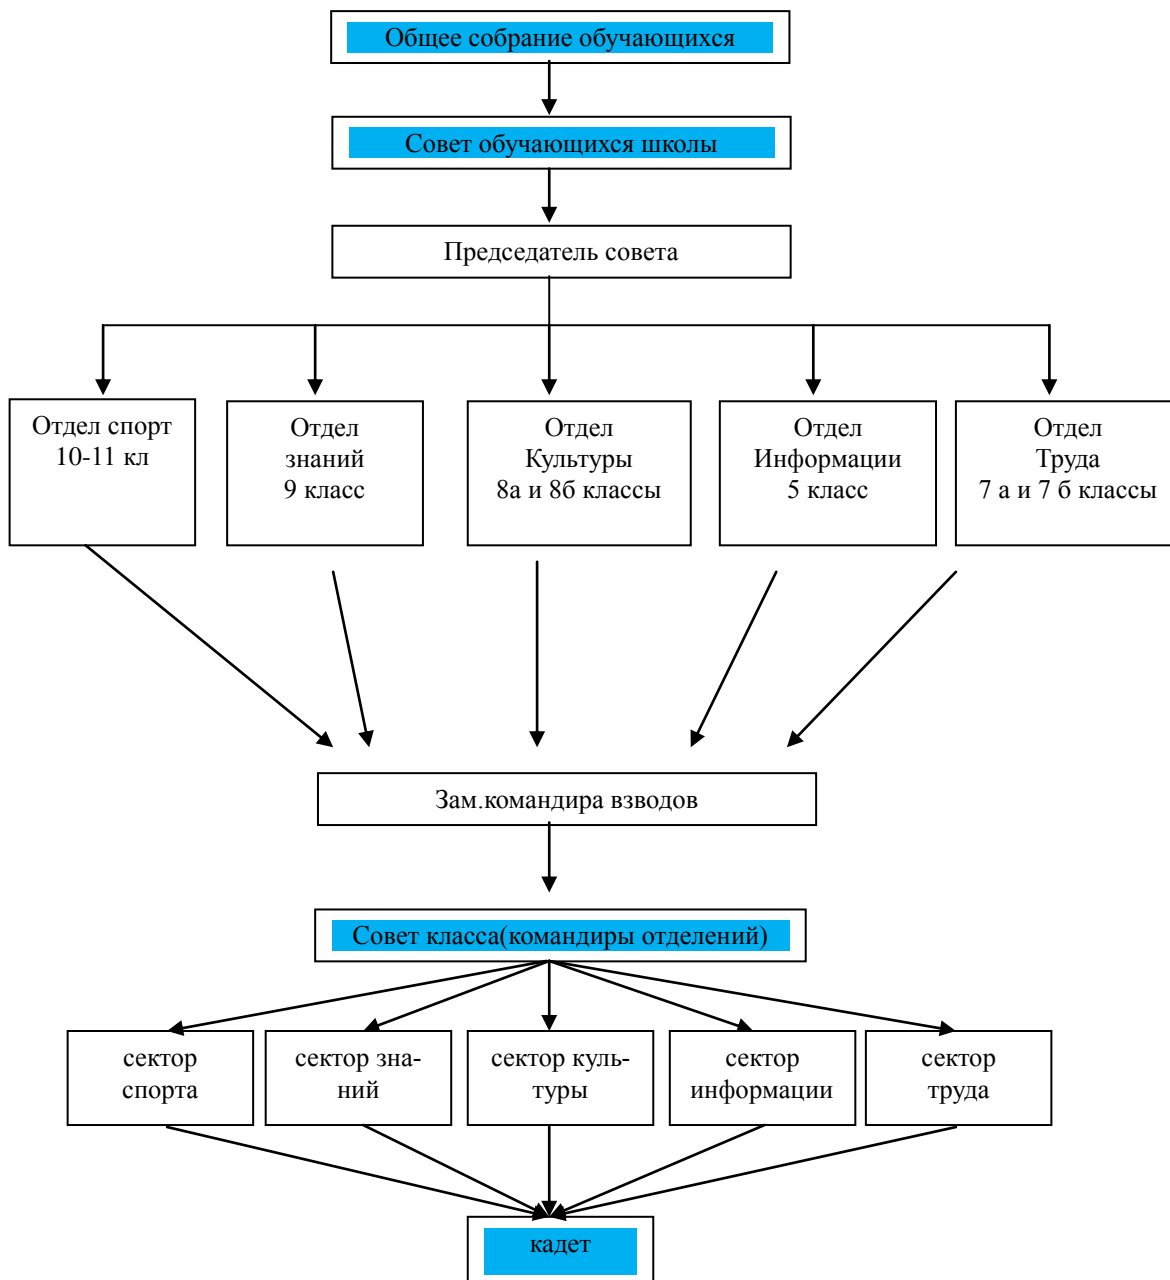 Общее собрание обучающихся
Совет обучающихся школы
Председатель совета
Отдел спорт
10-11 кл
Отдел
знаний
9 класс
Отдел
Культуры
8а и 8б классы
Отдел
Информации
5 класс
Отдел
Труда
7 а и 7 б классы
Зам.командира взводов
Совет класса(командиры отделений)
сектор
спорта
сектор зна-
ний
сектор куль-
туры
сектор
информации
сектор
труда
кадет